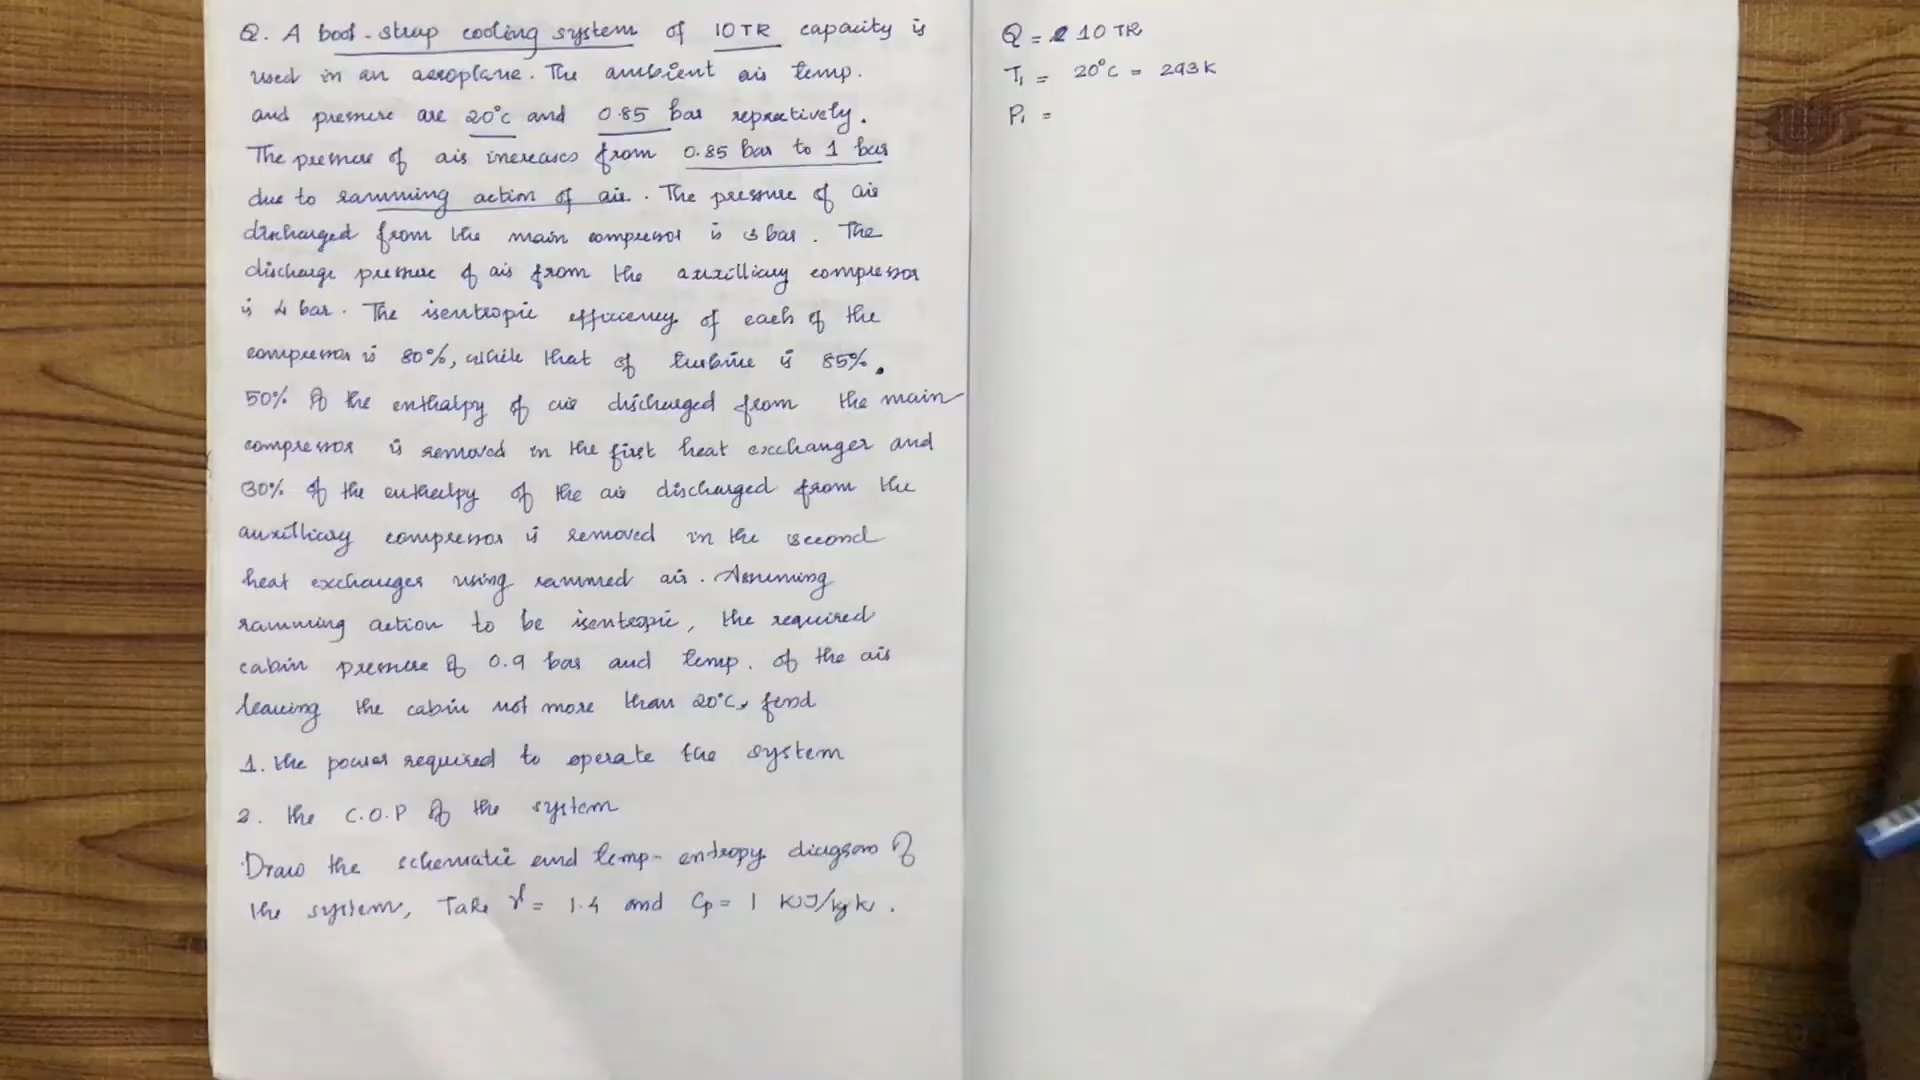 Q. A boot-strap cooling system of 10 TR capacity is
used in an aeroplane. The ambient air temp.
and pressure are 20°C and 0.85 bar repectively.
The pressure of air increases from 0.85 bar to 1 bar
due to ramming action of air. The pressure of air
discharged from the main compressor is 3 bar. The
discharge pressure of air from the auxilliary compressor
is 4 bar. The isentropic efficiency of each of the
compressor is 80%, while that of turbine is 85%.
50% of the enthalpy of air discharged from the main
compressor is removed in the first heat exchanger and
30% of the enthalpy of the air discharged from the
auxilliary compressor is removed in the second
heat exchanger using rammed air. Assuming
ramming action to be isentropic, the required
cabin pressure of 0.9 bar and temp. of the air
leaving the cabin not more than 20°C, find
1. the power required to operate the system
2. the C.O.P of the system
Draw the schematic and temp-entropy diagram of
the system, Take γ = 1.4 and Cp = 1 KJ/kg K.
Q = 10 TR
T1 = 20°C = 293 K
P1 =